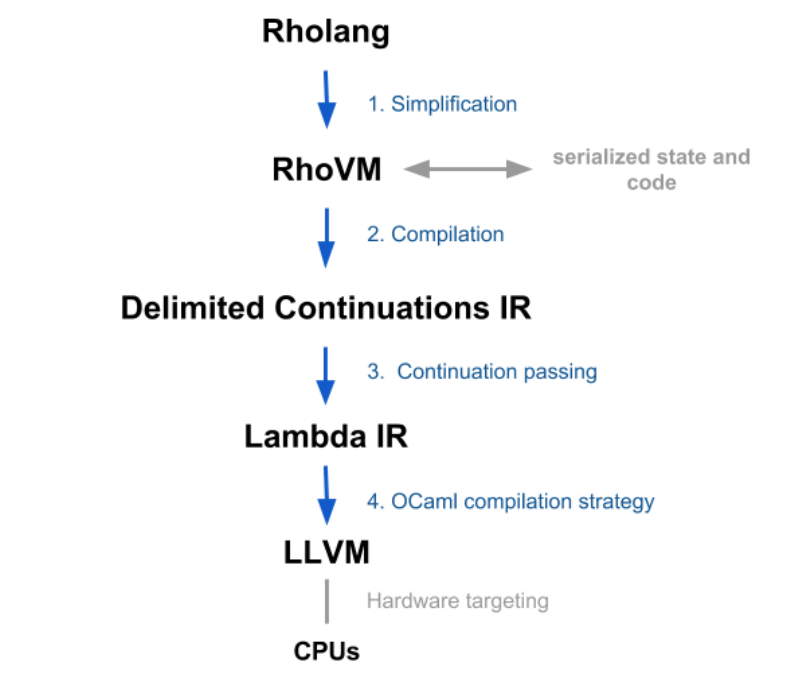 Rholang
1. Simplification
RhoVM
serialized state and
code
2. Compilation
Delimited Continuations IR
3.  Continuation passing
Lambda IR
4. OCaml compilation strategy
LLVM
Hardware targeting
CPUs